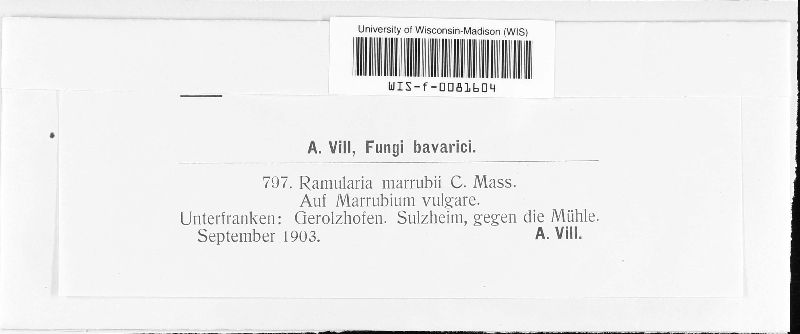 University of Wisconsin-Madison (WIS)
WIS-f-0081604
A. Vill, Fungi bavarici.
797. Ramularia marrubii C. Mass.
Auf Marrubium vulgare.
Unterfranken: Gerolzhofen. Sulzheim, gegen die Mühle.
September 1903. A. Vill.